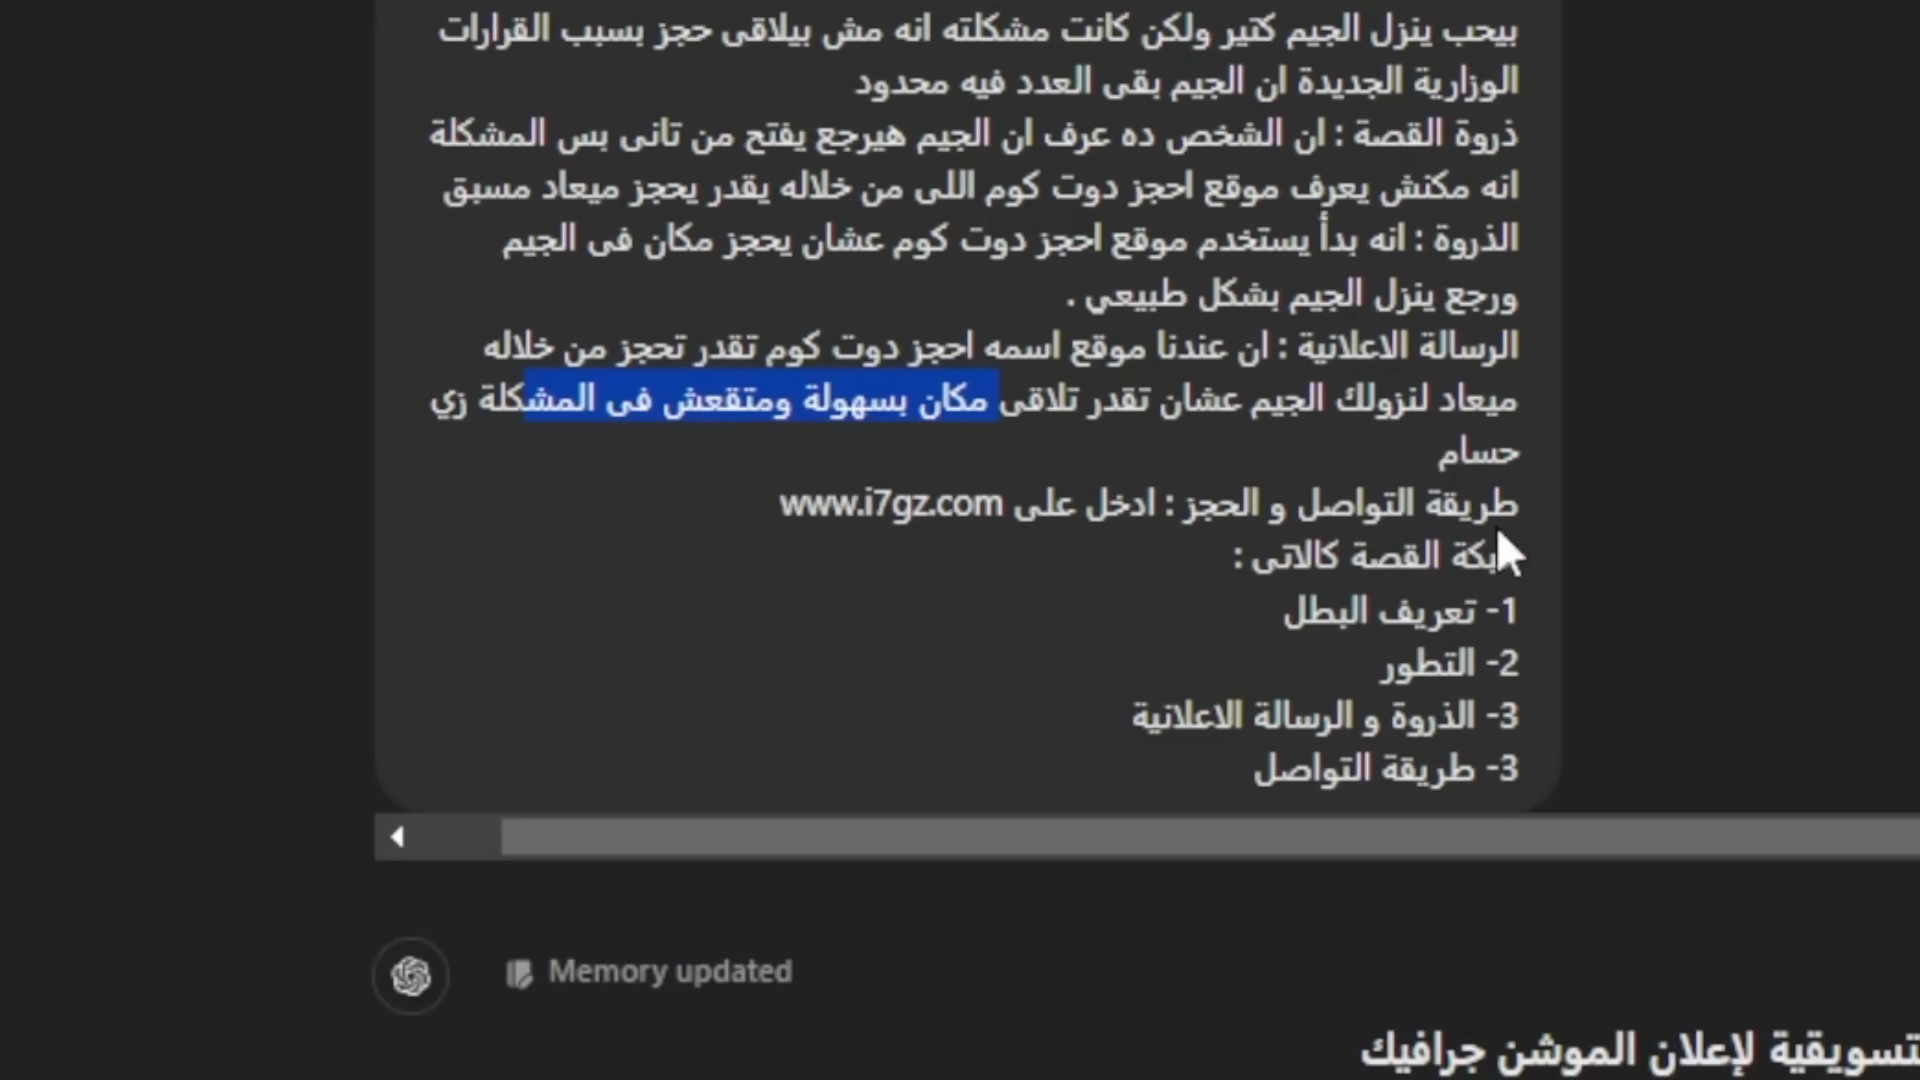 بيحب ينزل الجيم كتير ولكن كانت مشكلته انه مش بيلاقى حجز بسبب القرارات
الوزارية الجديدة ان الجيم بقى العدد فيه محدود
ذروة القصة : ان الشخص ده عرف ان الجيم هيرجع يفتح من تانى بس المشكلة
انه مكنش يعرف موقع احجز دوت كوم اللى من خلاله يقدر يحجز ميعاد مسبق
الذروة : انه بدأ يستخدم موقع احجز دوت كوم عشان يحجز مكان فى الجيم
ورجع ينزل الجيم بشكل طبيعي .
الرسالة الاعلانية : ان عندنا موقع اسمه احجز دوت كوم تقدر تحجز من خلاله
ميعاد لنزولك الجيم عشان تقدر تلاقى مكان بسهولة ومتقعش فى المشكلة زي
حسام
طريقة التواصل و الحجز : ادخل على www.i7gz.com
القصة كالاتى :
1- تعريف البطل
2- التطور
3- الذروة و الرسالة الاعلانية
3- طريقة التواصل
Memory updated
لإعلان الموشن جرافيك